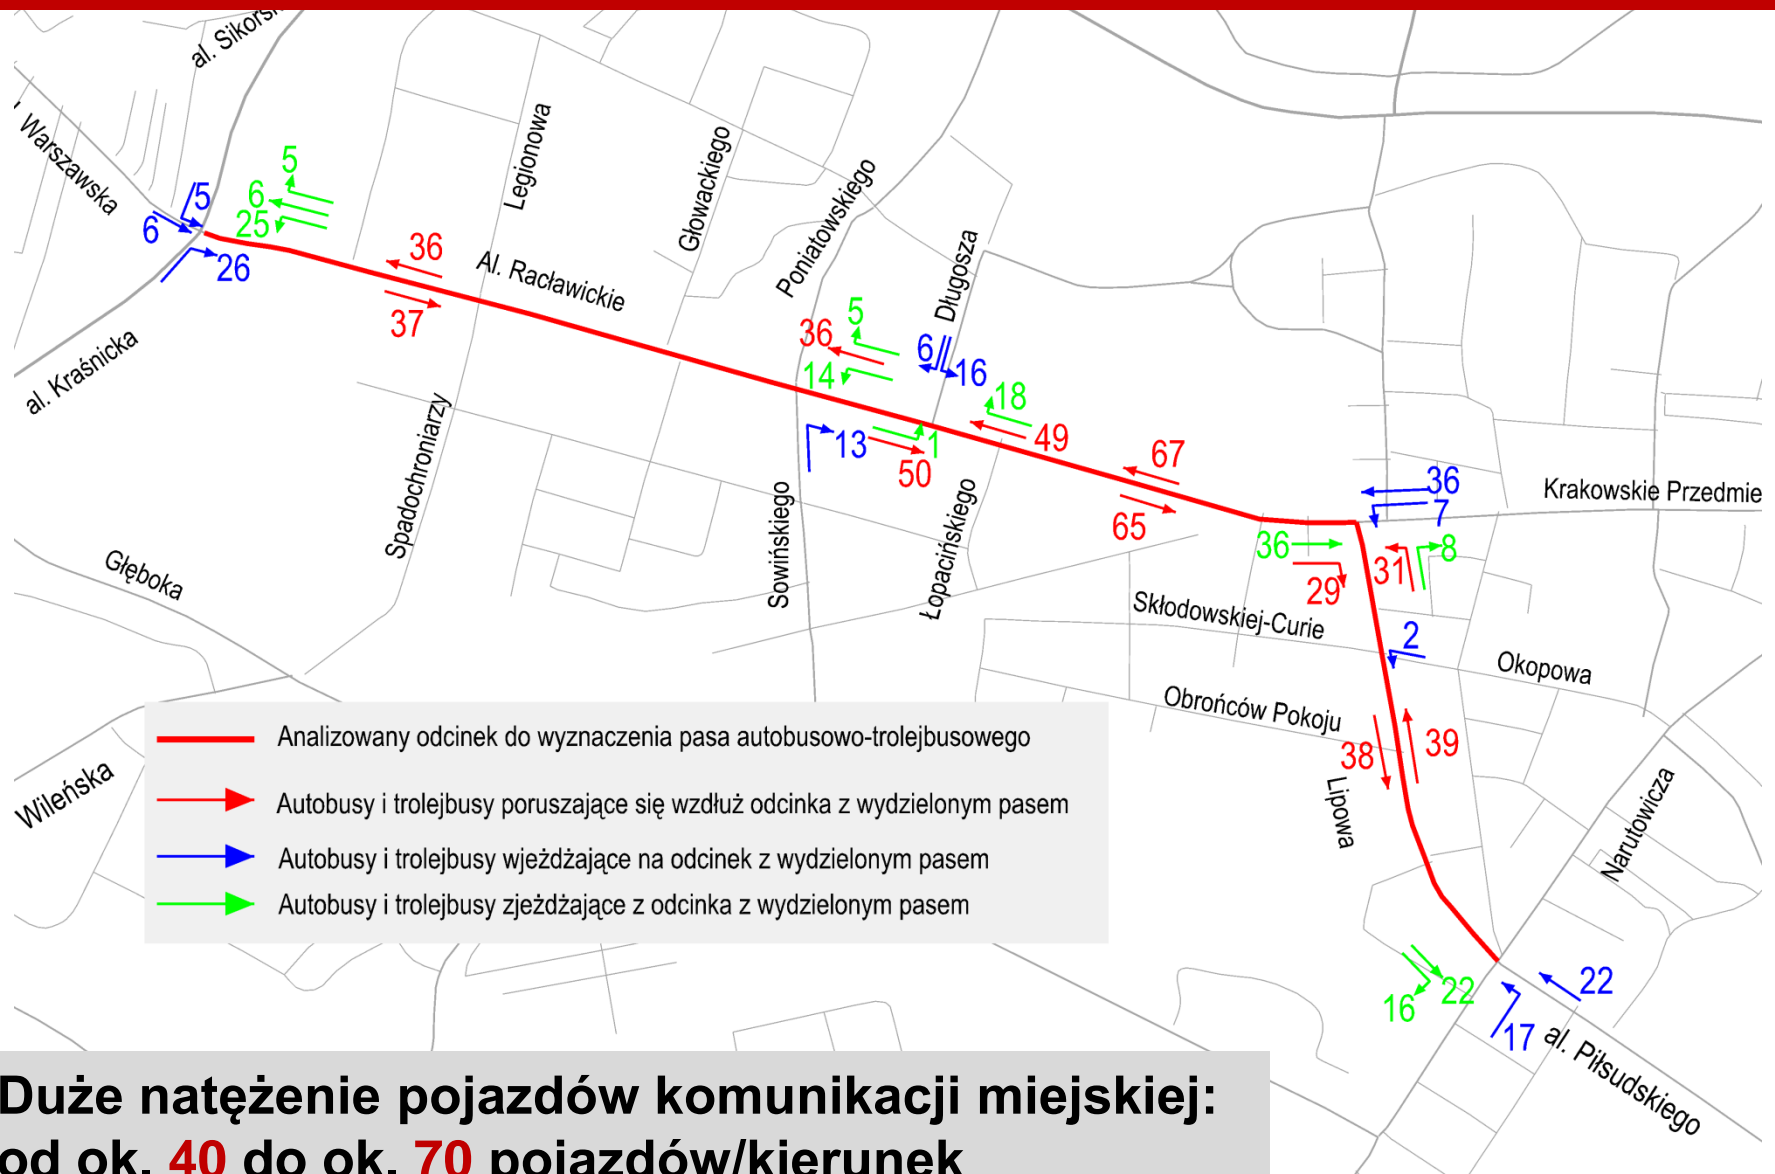 al. Sikorsk
Warszawska
5
6
26
5
6
25
al. Kraśnicka
36
37
Legionowa
Głowackiego
Al. Racławickie
Poniatowskiego
Długosza
Spadochroniarzy
36
5
14
6
16
18
13
1
50
49
67
65
Sowińskiego
Łopacińskiego
36
7
Krakowskie Przedmie
36
29
31
8
Skłodowskiej-Curie
2
Okopowa
Obrońców Pokoju
38
39
Lipowa
Głęboka
Wileńska
Narutowicza
16
22
22
17
al. Piłsudskiego
Analizowany odcinek do wyznaczenia pasa autobusowo-trolejbusowego
Autobusy i trolejbusy poruszające się wzdłuż odcinka z wydzielonym pasem
Autobusy i trolejbusy wjeżdżające na odcinek z wydzielonym pasem
Autobusy i trolejbusy zjeżdżające z odcinka z wydzielonym pasem
Duże natężenie pojazdów komunikacji miejskiej:
od ok. 40 do ok. 70 pojazdów/kierunek